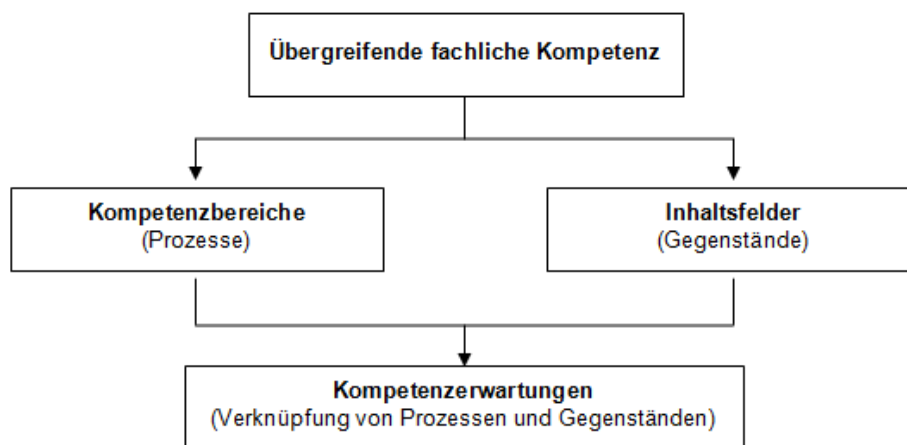 Übergreifende fachliche Kompetenz
Kompetenzbereiche
(Prozesse)
Inhaltsfelder
(Gegenstände)
Kompetenzerwartungen
(Verknüpfung von Prozessen und Gegenständen)